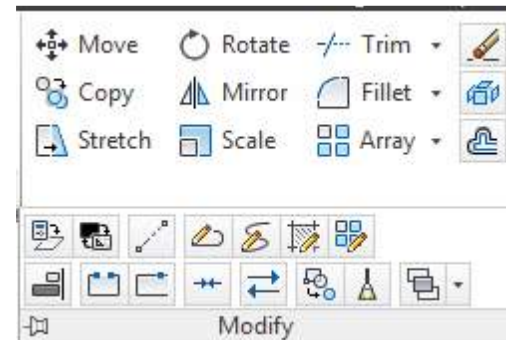 Move Rotate Trim
Copy Mirror Fillet
Stretch Scale Array
Modify